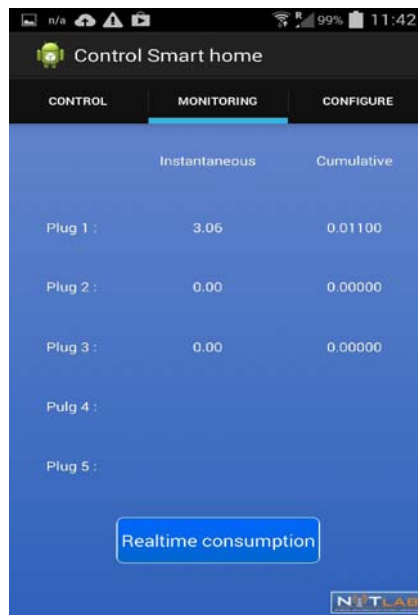 n/a R 99% 11:42
Control Smart home
CONTROL MONITORING CONFIGURE
Instantaneous Cumulative
Plug 1 : 3.06 0.01100
Plug 2 : 0.00 0.00000
Plug 3 : 0.00 0.00000
Pulg 4 :
Plug 5 :
Realtime consumption
NITLAB